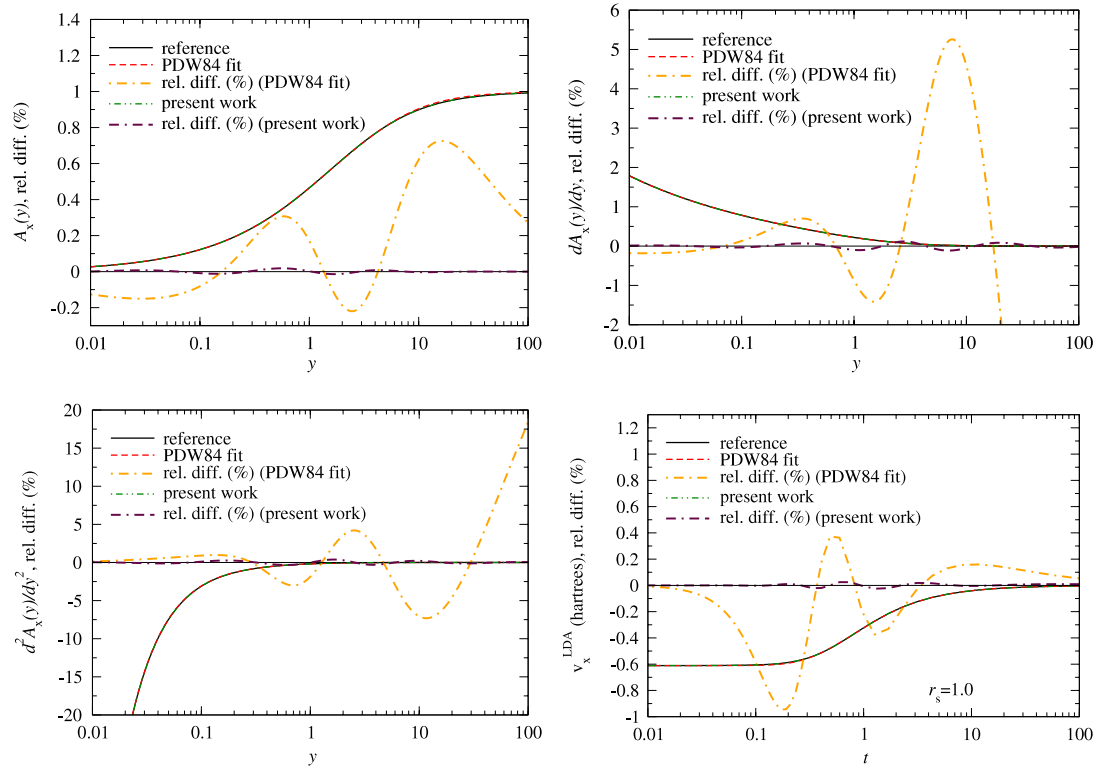 1.4
1.2
1
0.8
0.6
0.4
0.2
0
-0.2
A_x(y), rel. diff. (%)
reference
PDW84 fit
rel. diff. (%) (PDW84 fit)
present work
rel. diff. (%) (present work)
0.01 0.1 1 10 100
y
6
5
4
3
2
1
0
-1
-2
dA_x(y)/dy, rel. diff. (%)
reference
PDW84 fit
rel. diff. (%) (PDW84 fit)
present work
rel. diff. (%) (present work)
0.01 0.1 1 10 100
y
20
15
10
5
0
-5
-10
-15
-20
d²A_x(y)/dy², rel. diff. (%)
reference
PDW84 fit
rel. diff. (%) (PDW84 fit)
present work
rel. diff. (%) (present work)
0.01 0.1 1 10 100
y
1.2
1
0.8
0.6
0.4
0.2
0
-0.2
-0.4
-0.6
-0.8
-1
v_x^LDA (hartrees), rel. diff. (%)
reference
PDW84 fit
rel. diff. (%) (PDW84 fit)
present work
rel. diff. (%) (present work)
r_s=1.0
0.01 0.1 1 10 100
t